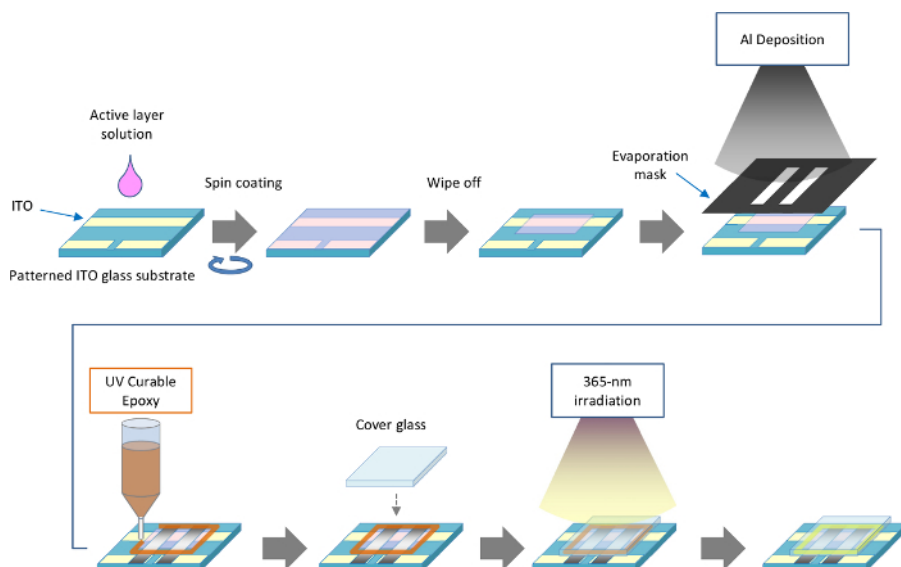 Al Deposition
Active layer
solution
Evaporation
mask
Spin coating
Wipe off
ITO
Patterned ITO glass substrate
UV Curable
Epoxy
365-nm
irradiation
Cover glass